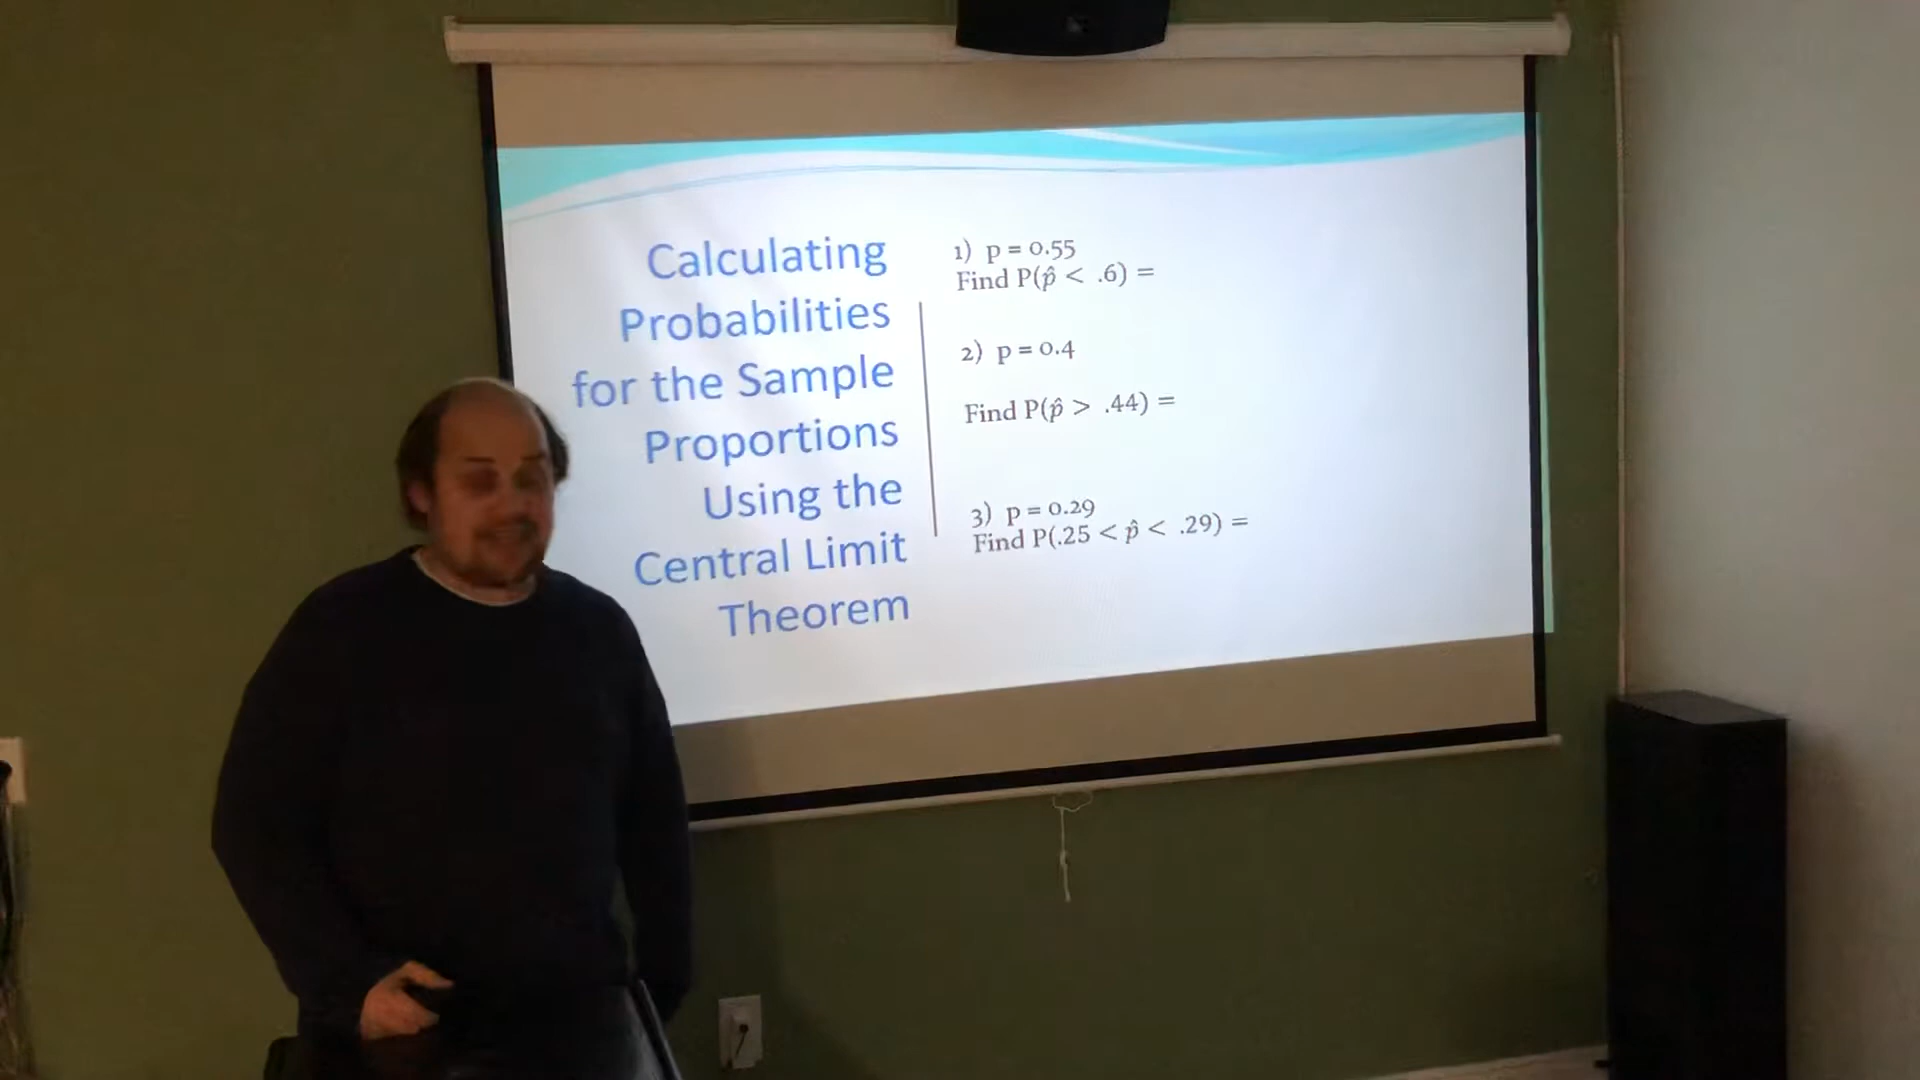 Calculating
Probabilities
for the Sample
Proportions
Using the
Central Limit
Theorem
1) p = 0.55
Find P(p̂ < .6) =
2) p = 0.4
Find P(p̂ > .44) =
3) p = 0.29
Find P(.25 < p̂ < .29) =